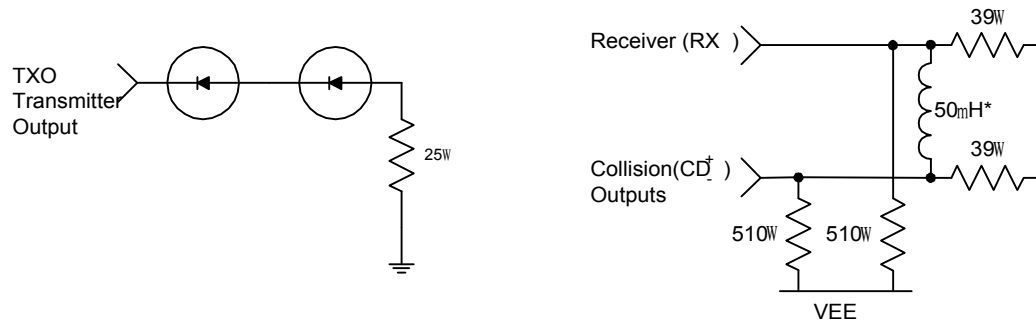 TXO
Transmitter
Output
25W
Receiver (RX )
39W
50mH*
39W
Collision(CD+- )
Outputs
510W 510W
VEE